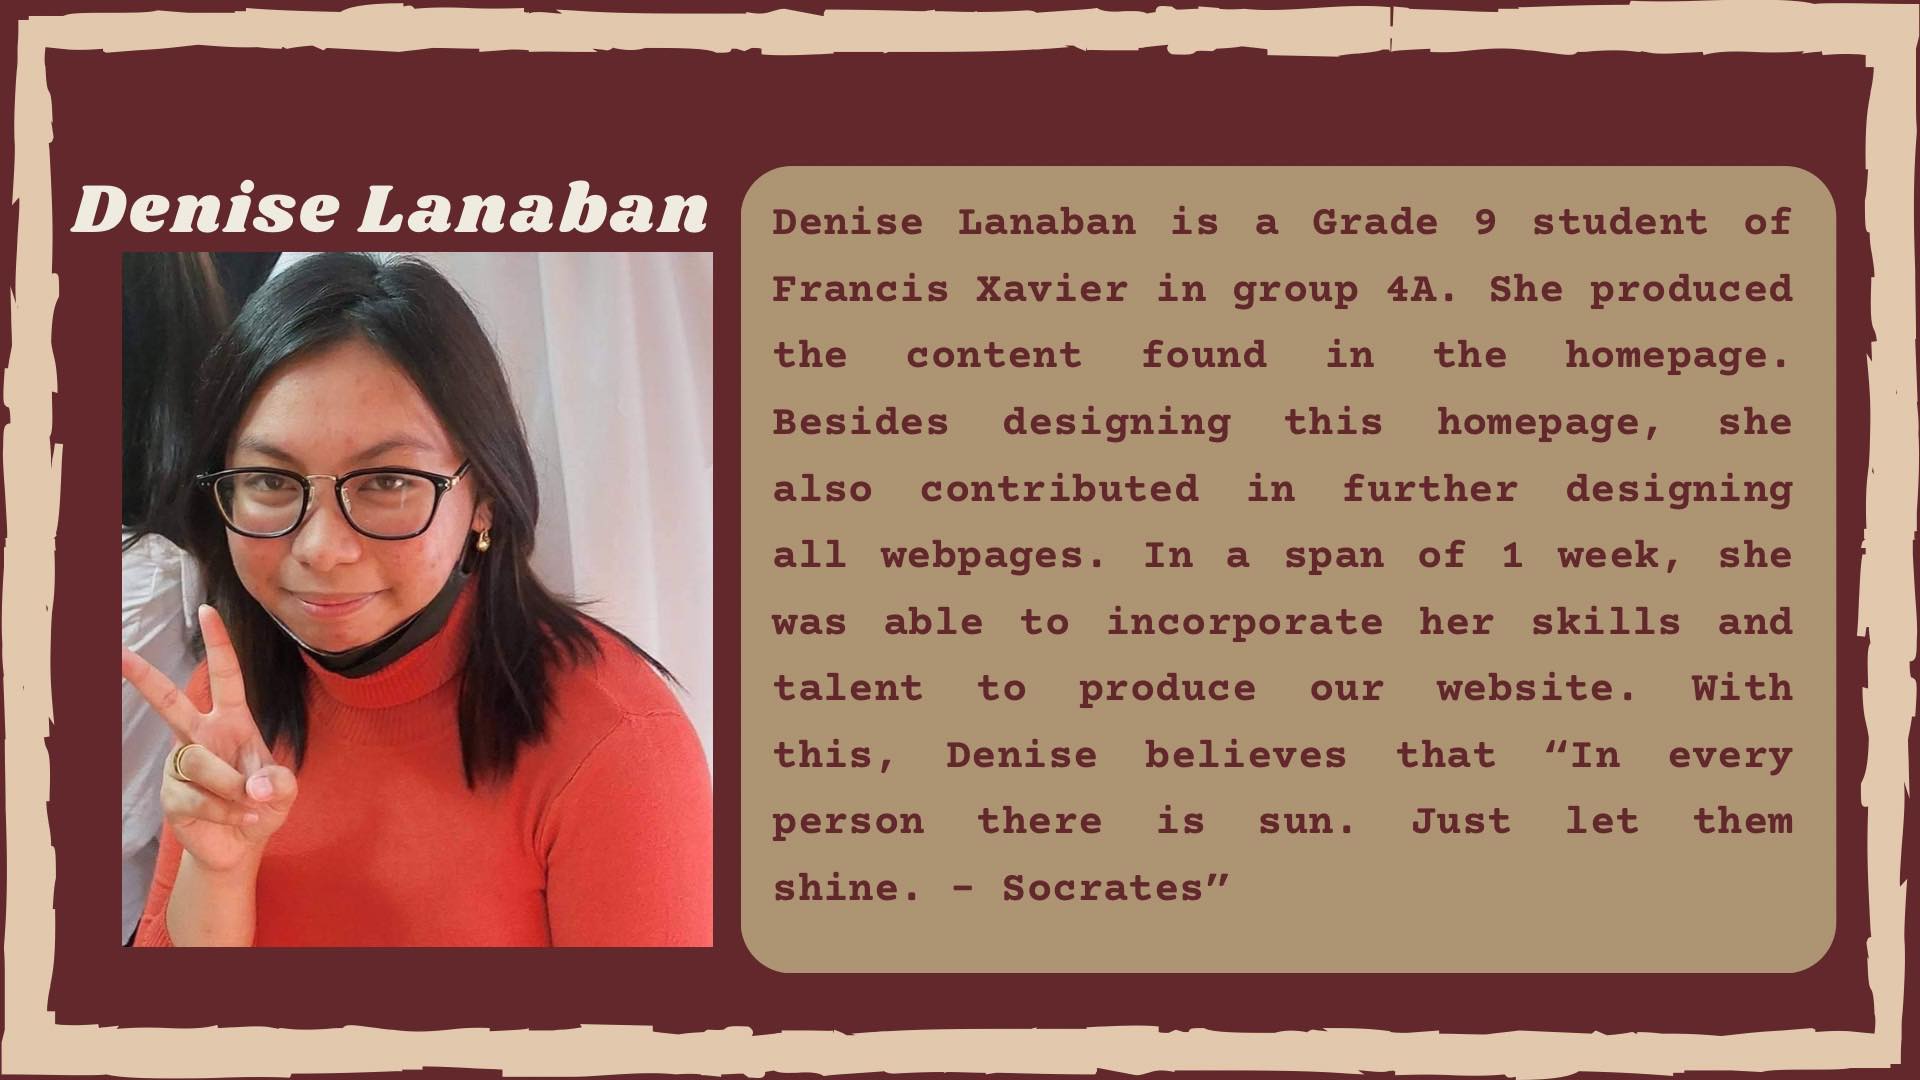 Denise Lanaban
Denise Lanaban is a Grade 9 student of
Francis Xavier in group 4A. She produced
the content found in the homepage.
Besides designing this homepage, she
also contributed in further designing
all webpages. In a span of 1 week, she
was able to incorporate her skills and
talent to produce our website. With
this, Denise believes that “In every
person there is sun. Just let them
shine. – Socrates”